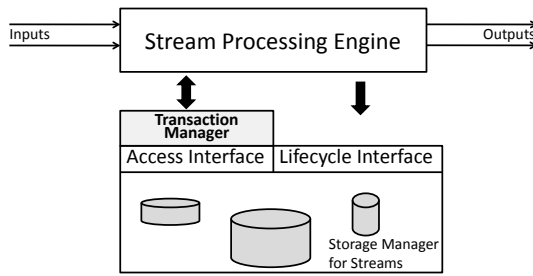 Stream Processing Engine
Inputs
Outputs
Transaction
Manager
Access Interface
Lifecycle Interface
Storage Manager
for Streams